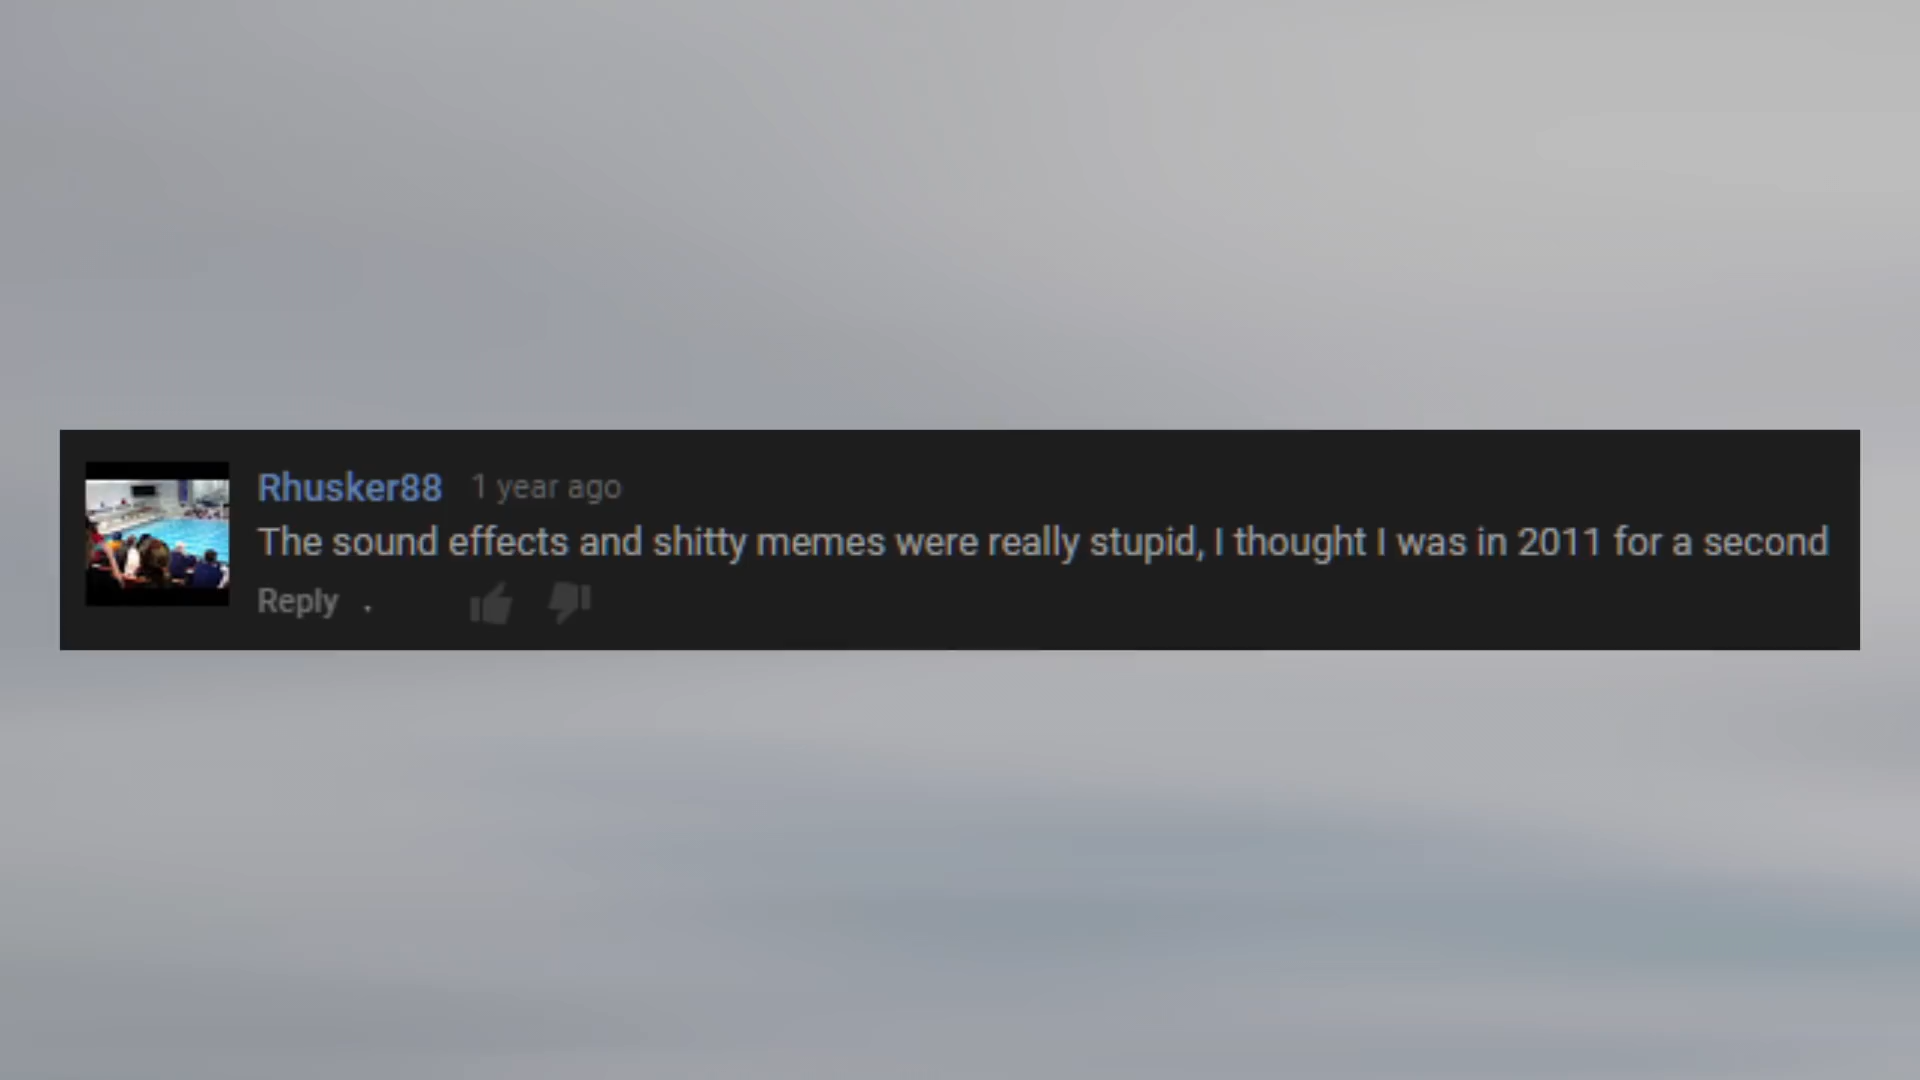 Rhusker88 1 year ago
The sound effects and shitty memes were really stupid, I thought I was in 2011 for a second
Reply .